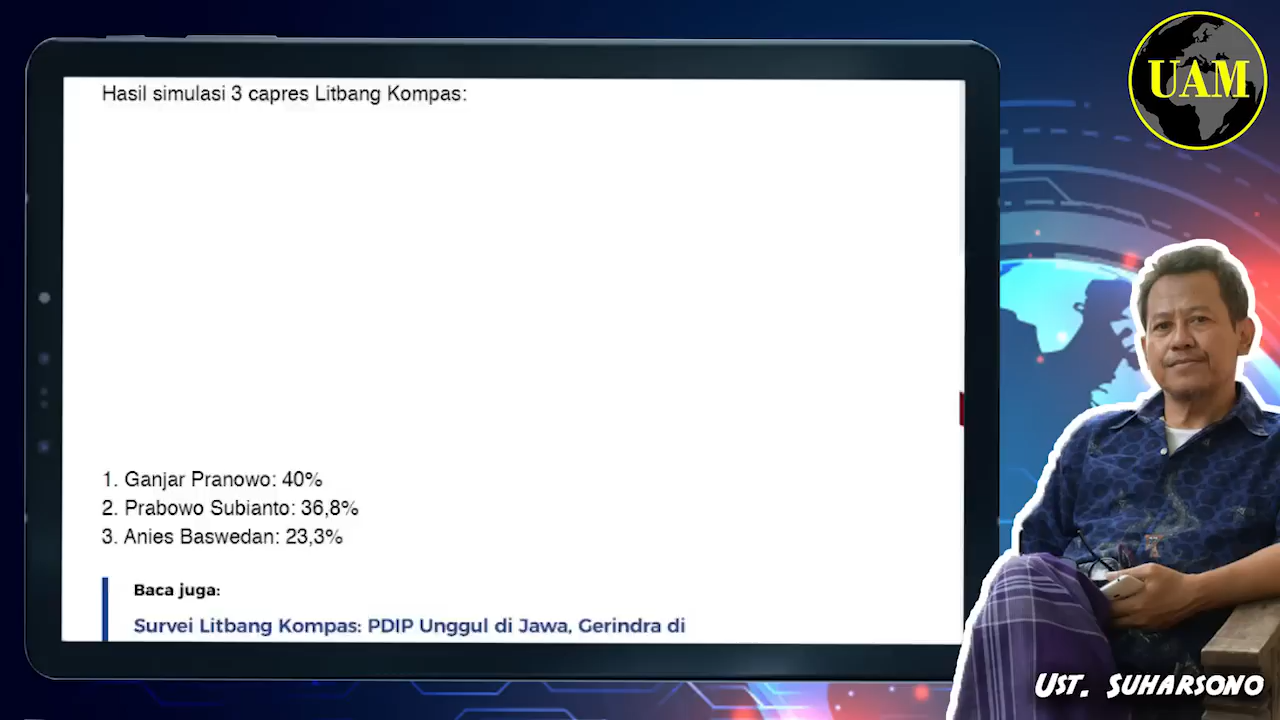 Hasil simulasi 3 capres Litbang Kompas:
UAM
1. Ganjar Pranowo: 40%
2. Prabowo Subianto: 36,8%
3. Anies Baswedan: 23,3%
Baca juga:
Survei Litbang Kompas: PDIP Unggul di Jawa, Gerindra di
UST. SUHARSONO